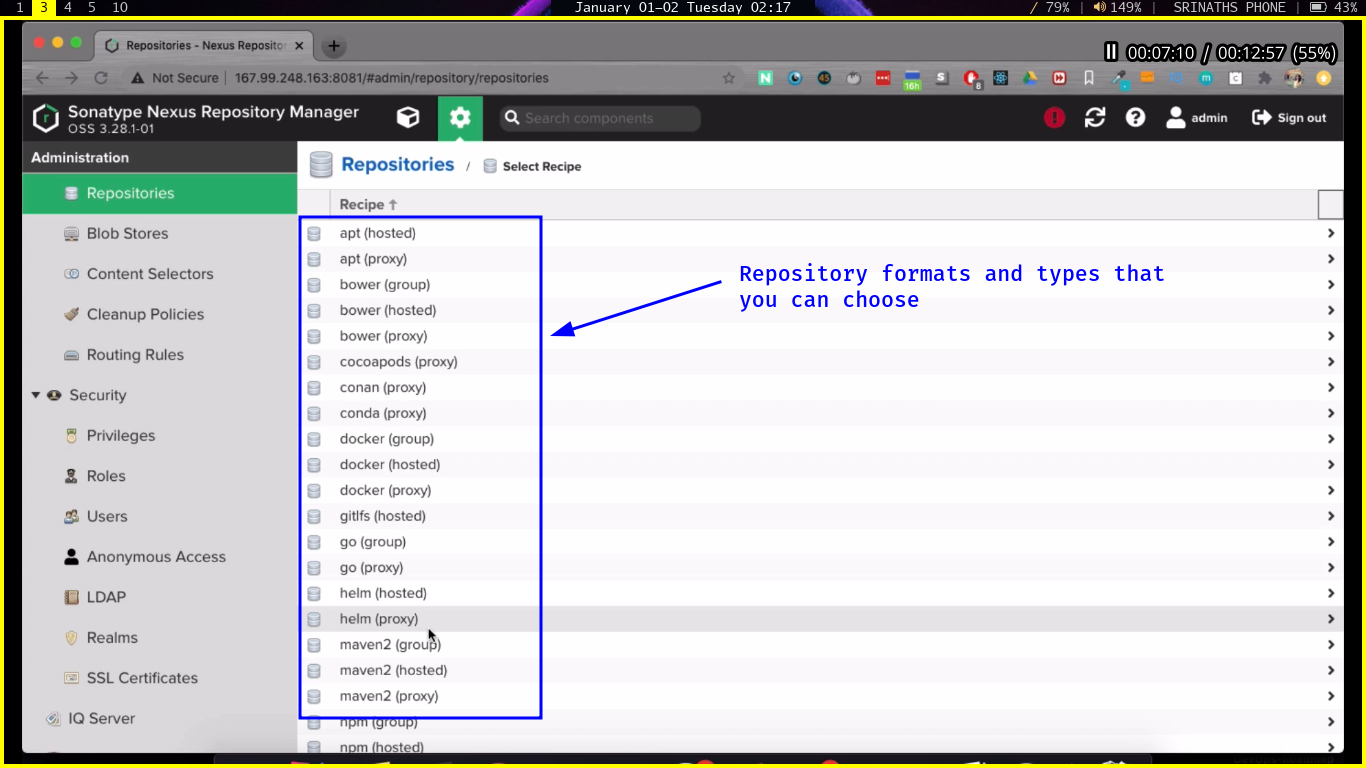 1 3 4 5 10 January 01-02 Tuesday 02:17 79% | 149% | SRINATHS PHONE | 43%
Repositories - Nexus Repositor × +
00:07:10 / 00:12:57 (55%)
Not Secure | 167.99.248.163:8081/#admin/repository/repositories
16h
8
Sonatype Nexus Repository Manager
OSS 3.28.1-01
Search components
admin
Sign out
Administration
Repositories
Blob Stores
Content Selectors
Cleanup Policies
Routing Rules
Security
Privileges
Roles
Users
Anonymous Access
LDAP
Realms
SSL Certificates
IQ Server
Repositories / Select Recipe
Recipe
apt (hosted)
apt (proxy)
bower (group)
bower (hosted)
bower (proxy)
cocoapods (proxy)
conan (proxy)
conda (proxy)
docker (group)
docker (hosted)
docker (proxy)
gitlfs (hosted)
go (group)
go (proxy)
helm (hosted)
helm (proxy)
maven2 (group)
maven2 (hosted)
maven2 (proxy)
npm (group)
npm (hosted)
Repository formats and types that
you can choose